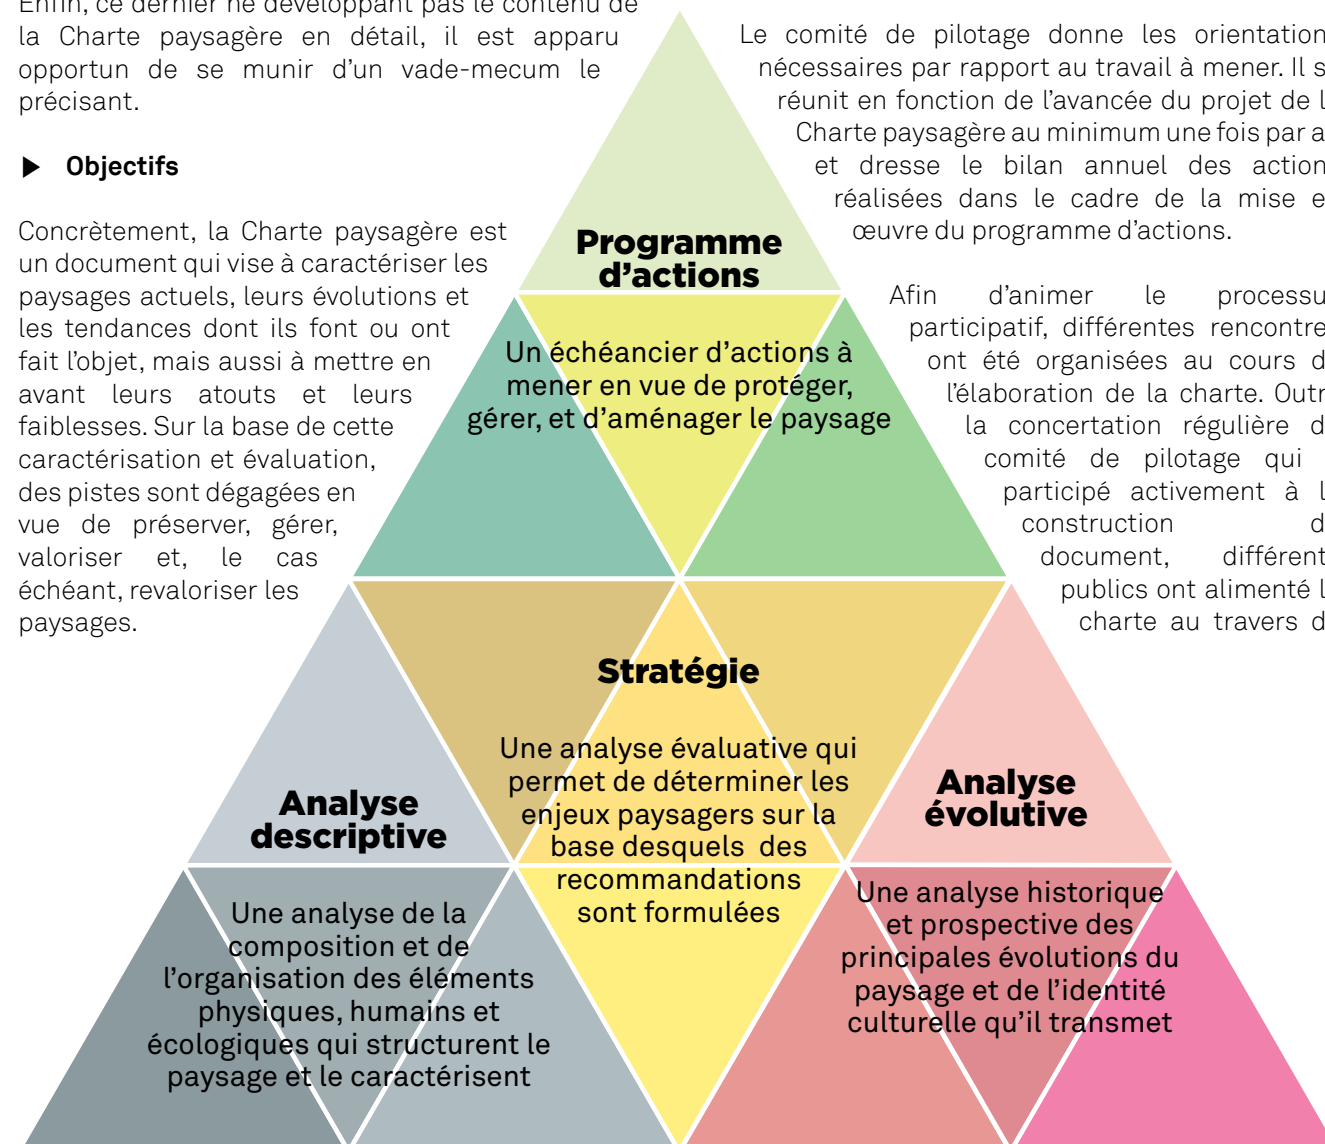 Enfin, ce dernier ne développant pas le contenu de
la Charte paysagère en détail, il est apparu
opportun de se munir d’un vade-mecum le
précisant.
▶ Objectifs
Concrètement, la Charte paysagère est
un document qui vise à caractériser les
paysages actuels, leurs évolutions et
les tendances dont ils font ou ont
fait l’objet, mais aussi à mettre en
avant leurs atouts et leurs
faiblesses. Sur la base de cette
caractérisation et évaluation,
des pistes sont dégagées en
vue de préserver, gérer,
valoriser et, le cas
échéant, revaloriser les
paysages.
Le comité de pilotage donne les orientation
nécessaires par rapport au travail à mener. Il s
réunit en fonction de l’avancée du projet de l
Charte paysagère au minimum une fois par a
et dresse le bilan annuel des action
réalisées dans le cadre de la mise e
œuvre du programme d’actions.
Afin d’animer le processu
participatif, différentes rencontre
ont été organisées au cours d
l’élaboration de la charte. Outr
la concertation régulière d
comité de pilotage qui
participé activement à l
construction d
document, différent
publics ont alimenté l
charte au travers d
Programme
d’actions
Un échéancier d’actions à
mener en vue de protéger,
gérer, et d’aménager le paysage
Stratégie
Une analyse évaluative qui
permet de déterminer les
enjeux paysagers sur la
base desquels des
recommandations
sont formulées
Analyse
descriptive
Une analyse de la
composition et de
l’organisation des éléments
physiques, humains et
écologiques qui structurent le
paysage et le caractérisent
Analyse
évolutive
Une analyse historique
et prospective des
principales évolutions du
paysage et de l’identité
culturelle qu’il transmet